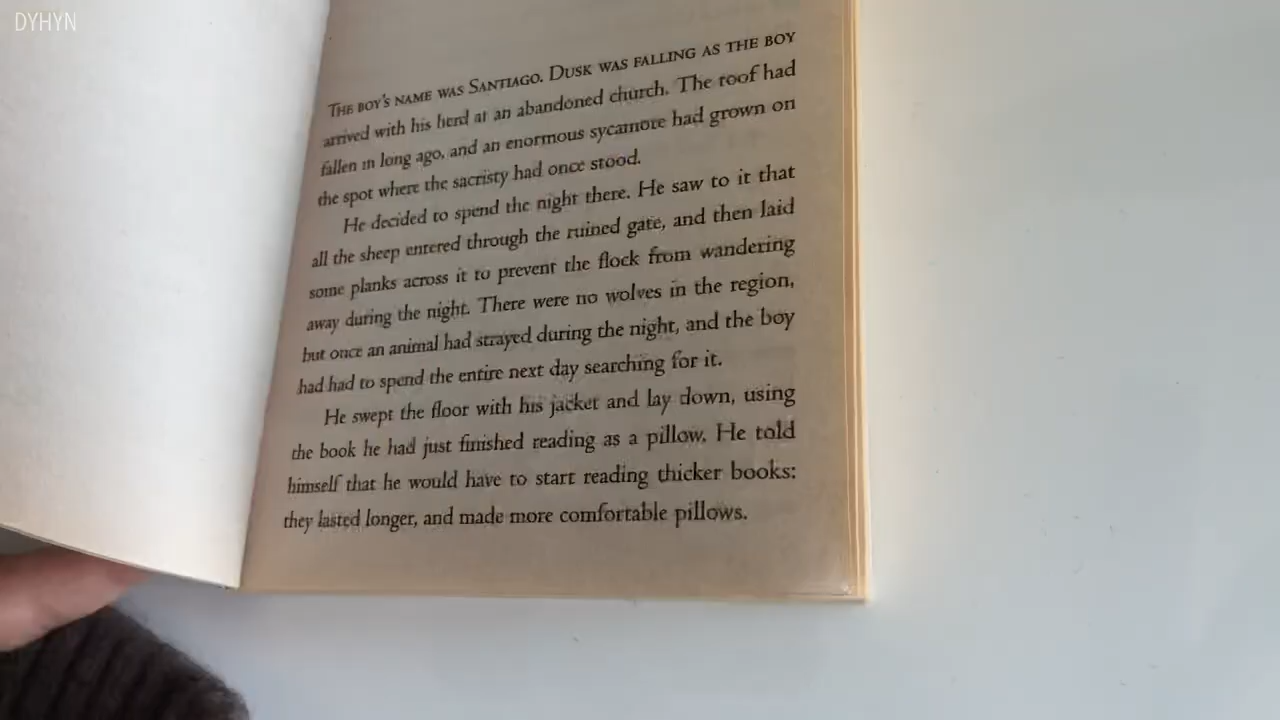 DYHYN
THE BOY'S NAME WAS SANTIAGO. DUSK WAS FALLING AS THE BOY
arrived with his herd at an abandoned church. The roof had
fallen in long ago, and an enormous sycamore had grown on
the spot where the sacristy had once stood.
He decided to spend the night there. He saw to it that
all the sheep entered through the ruined gate, and then laid
some planks across it to prevent the flock from wandering
away during the night. There were no wolves in the region,
but once an animal had strayed during the night, and the boy
had had to spend the entire next day searching for it.
He swept the floor with his jacket and lay down, using
the book he had just finished reading as a pillow. He told
himself that he would have to start reading thicker books:
they lasted longer, and made more comfortable pillows.